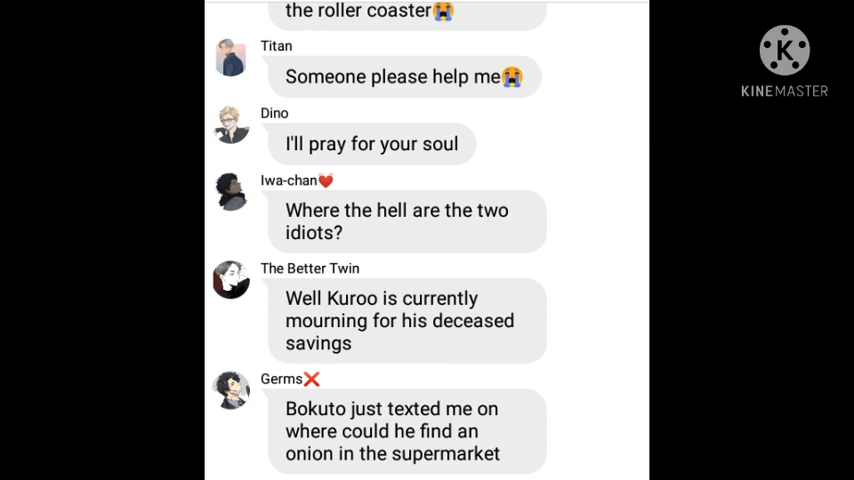 the roller coaster😭
Titan
Someone please help me😭
Dino
I'll pray for your soul
Iwa-chan❤️
Where the hell are the two
idiots?
The Better Twin
Well Kuroo is currently
mourning for his deceased
savings
Germs❌
Bokuto just texted me on
where could he find an
onion in the supermarket
K
KINEMASTER